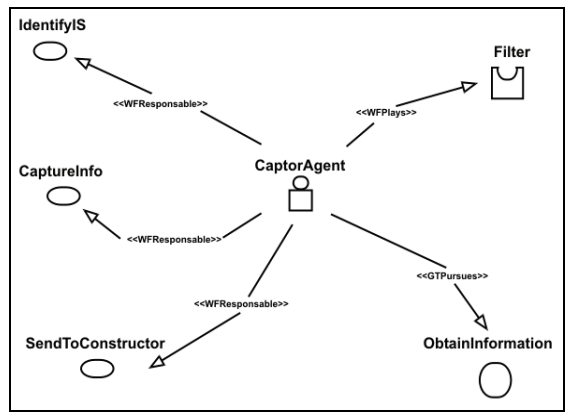 IdentifyIS
Filter
<<WFResponsable>>
<<WFPlays>>
CaptorAgent
CaptureInfo
<<WFResponsable>>
<<GTPursues>>
<<WFResponsable>>
SendToConstructor
ObtainInformation